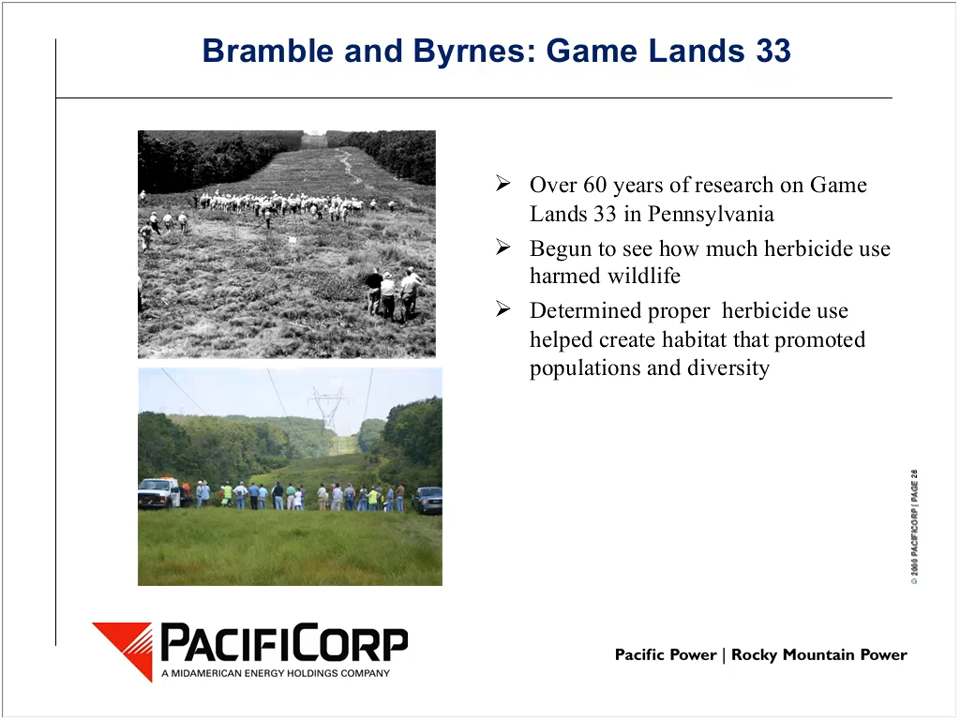 Bramble and Byrnes: Game Lands 33
Over 60 years of research on Game
Lands 33 in Pennsylvania
Begun to see how much herbicide use
harmed wildlife
Determined proper herbicide use
helped create habitat that promoted
populations and diversity
© 2000 PACIFICORP | PAGE 26
PACIFICORP
A MIDAMERICAN ENERGY HOLDINGS COMPANY
Pacific Power | Rocky Mountain Power